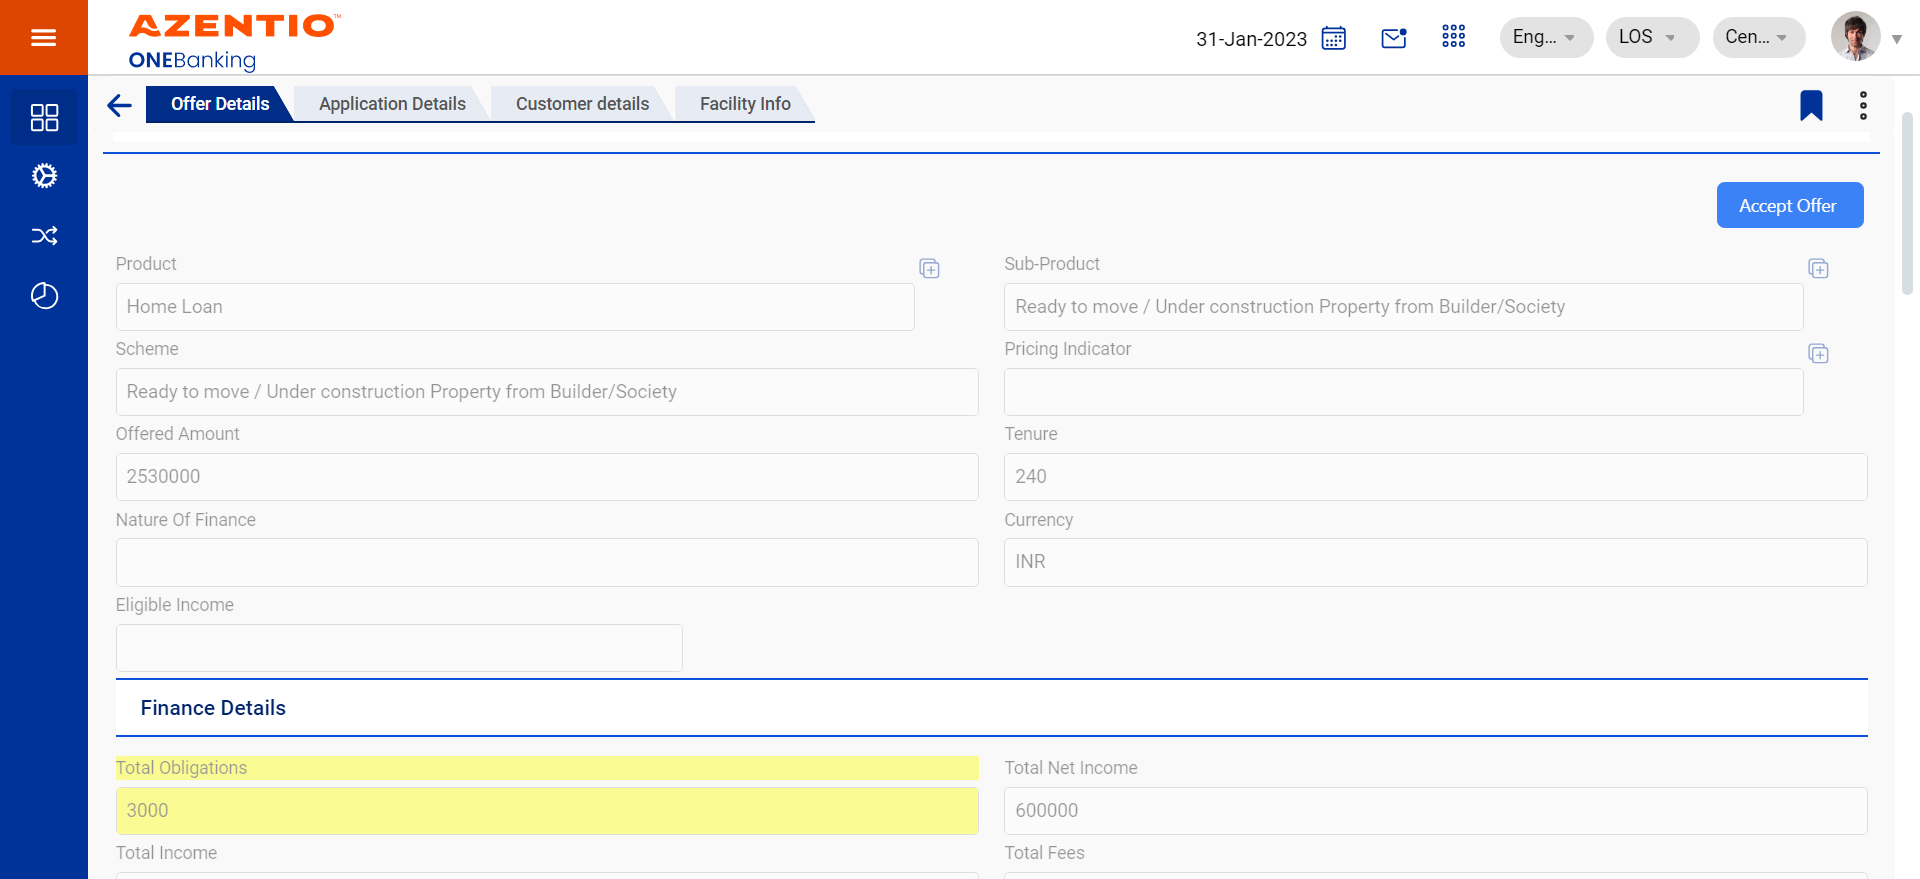 AZENTIO™
ONEBanking
31-Jan-2023
Eng...
LOS
Cen...
Offer Details
Application Details
Customer details
Facility Info
Accept Offer
Product
Sub-Product
Home Loan
Ready to move / Under construction Property from Builder/Society
Scheme
Pricing Indicator
Ready to move / Under construction Property from Builder/Society
Offered Amount
Tenure
2530000
240
Nature Of Finance
Currency
INR
Eligible Income
Finance Details
Total Obligations
Total Net Income
3000
600000
Total Income
Total Fees